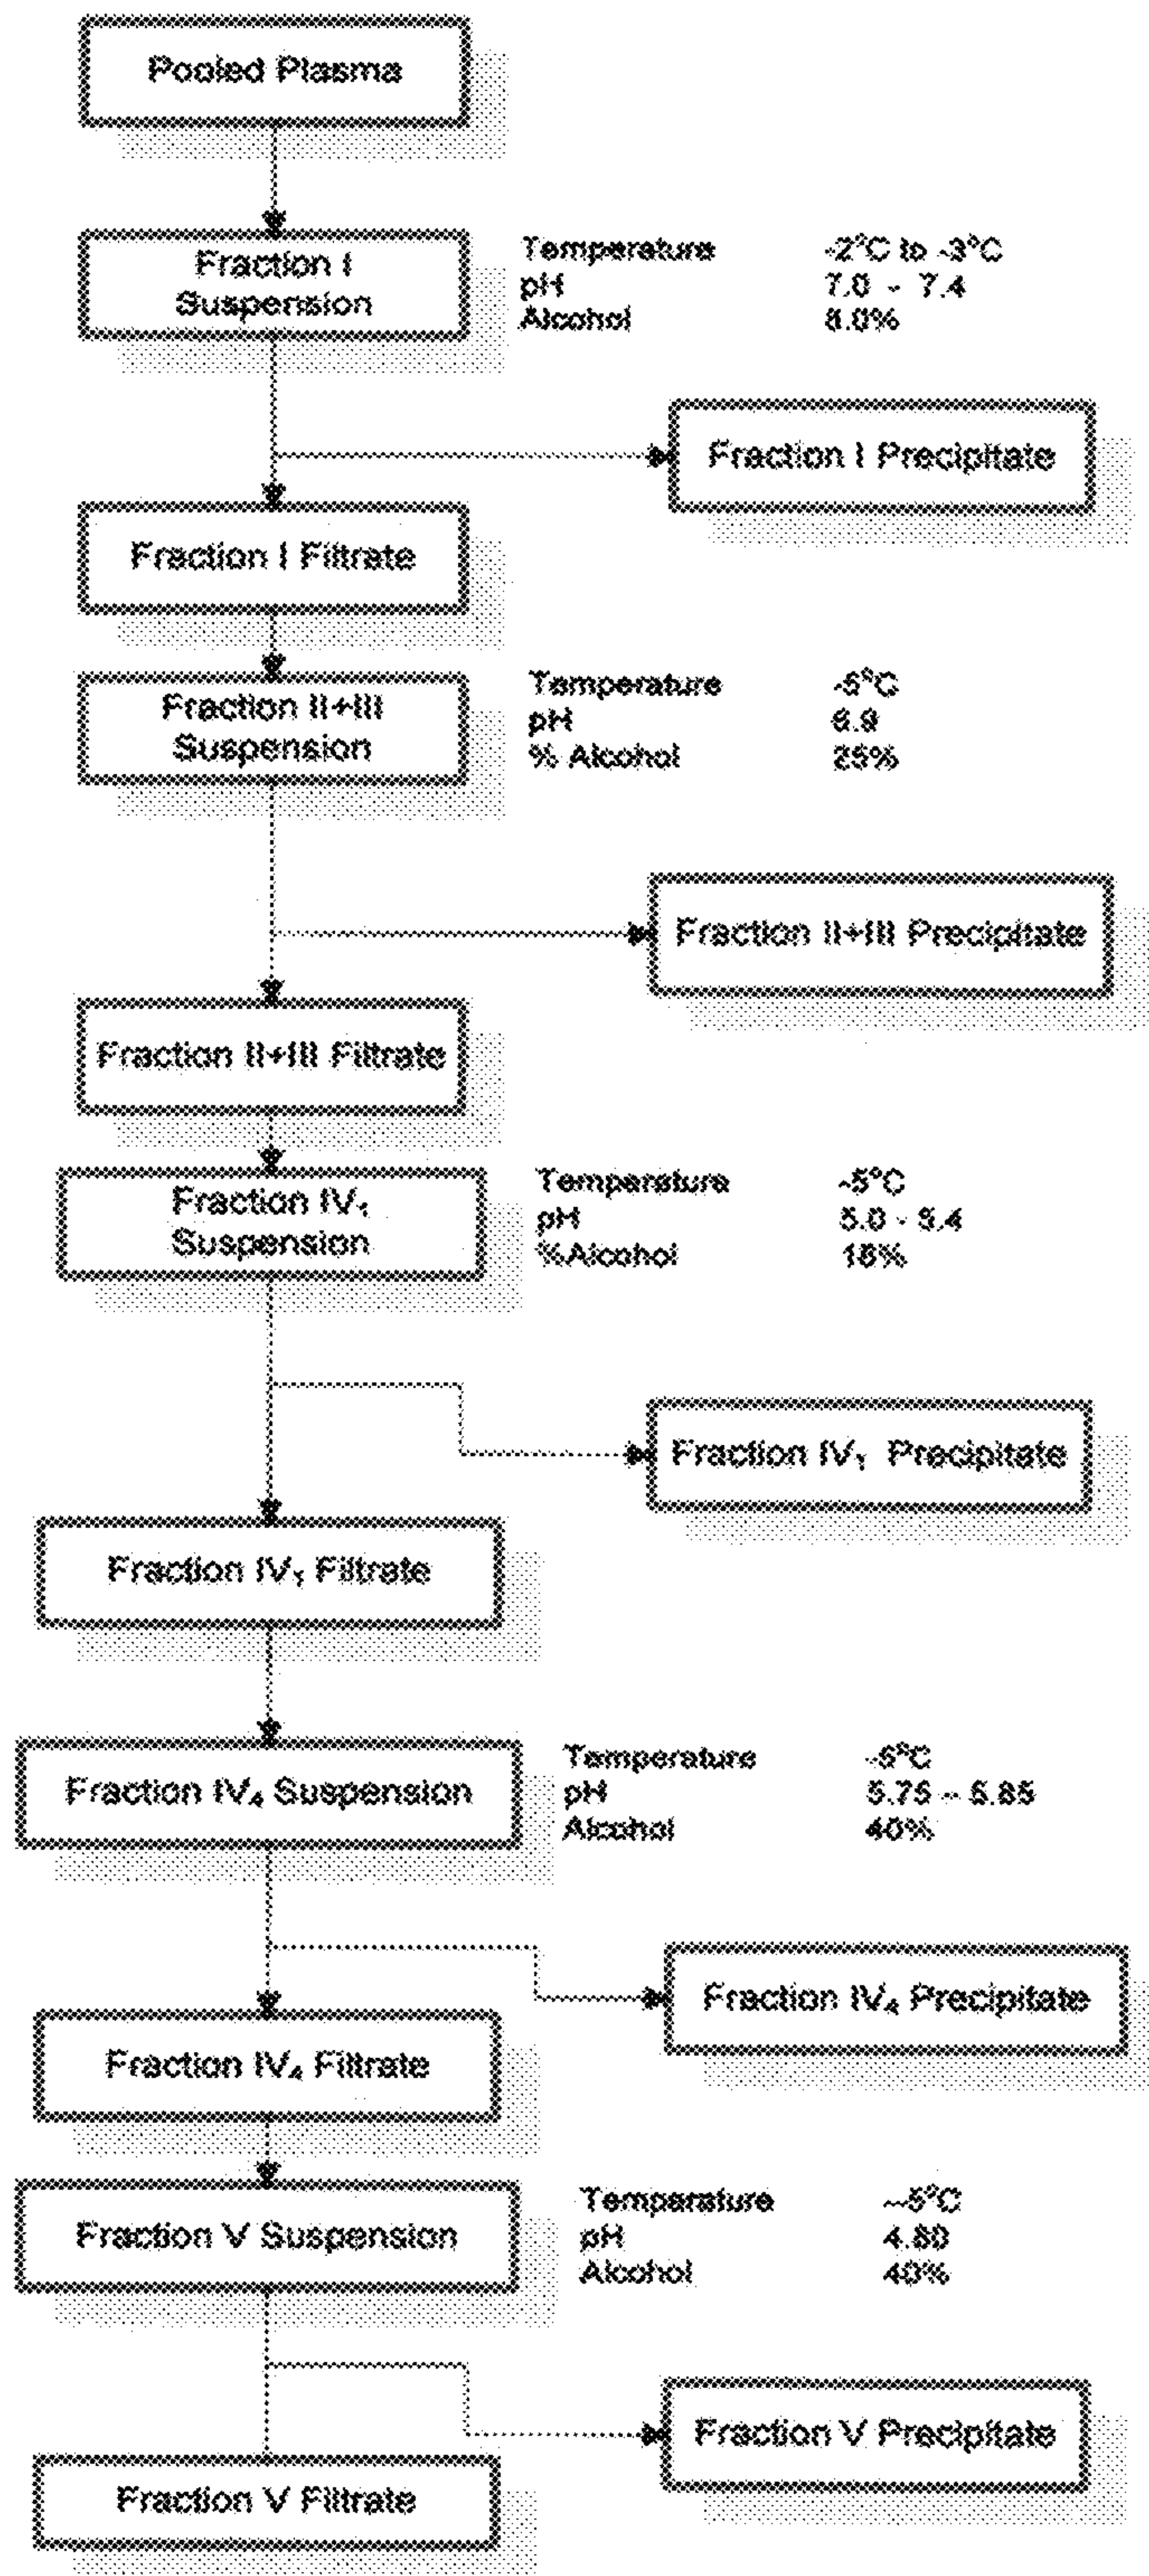 Pooled Plasma
Fraction I
Suspension
Temperature -2°C to -3°C
pH 7.0 - 7.4
Alcohol 8.0%
Fraction I Precipitate
Fraction I Filtrate
Fraction II+III
Suspension
Temperature -5°C
pH 6.9
% Alcohol 25%
Fraction II+III Precipitate
Fraction II+III Filtrate
Fraction IV₁
Suspension
Temperature -5°C
pH 5.0 - 5.4
%Alcohol 18%
Fraction IV₁ Precipitate
Fraction IV₁ Filtrate
Fraction IV₄ Suspension
Temperature -5°C
pH 5.75 – 5.85
Alcohol 40%
Fraction IV₄ Precipitate
Fraction IV₄ Filtrate
Fraction V Suspension
Temperature ~-5°C
pH 4.80
Alcohol 40%
Fraction V Precipitate
Fraction V Filtrate